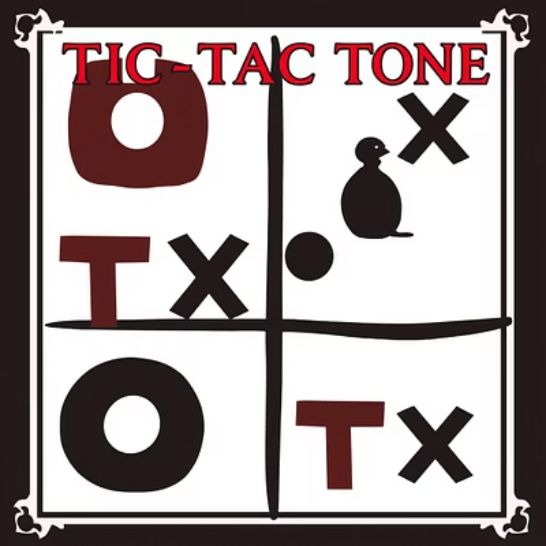 TIC-TAC TONE
O
X
T X
O
T X